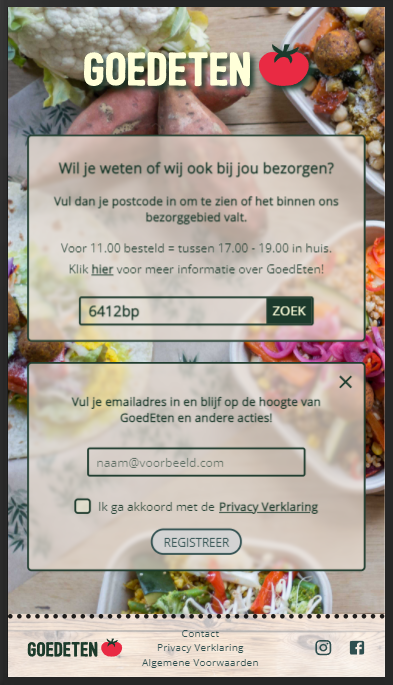 GOEDETEN
Wil je weten of wij ook bij jou bezorgen?
Vul dan je postcode in om te zien of het binnen ons
bezorggebied valt.
Voor 11.00 besteld = tussen 17.00 - 19.00 in huis.
Klik hier voor meer informatie over GoedEten!
6412bp
ZOEK
Vul je emailadres in en blijf op de hoogte van
GoedEten en andere acties!
naam@voorbeeld.com
Ik ga akkoord met de Privacy Verklaring
REGISTREER
GOEDETEN
Contact
Privacy Verklaring
Algemene Voorwaarden